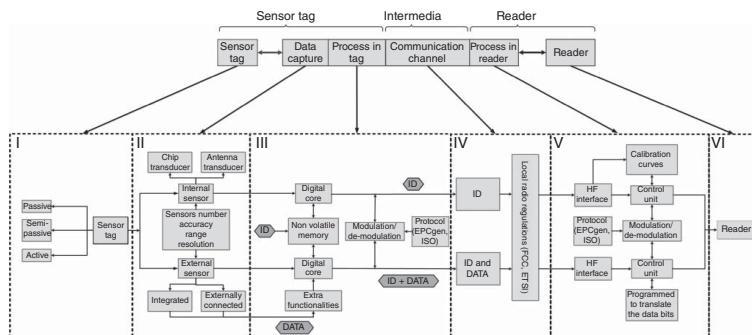 Sensor tag
Intermedia
Reader
Sensor
tag
Data
capture
Process in
tag
Communication
channel
Process in
reader
Reader
I
II
III
IV
V
VI
Passive
Semi-
passive
Active
Sensor
tag
Chip
transducer
Antenna
transducer
Internal
sensor
Sensors number
accuracy
range
resolution
External
sensor
Integrated
Externally
connected
DATA
ID
Digital
core
Non volatile
memory
Digital
core
Extra
functionalities
ID
Modulation/
de-modulation
Protocol
(EPCgen,
ISO)
ID + DATA
ID
ID and
DATA
Local radio regulations (FCC, ETSI)
Calibration
curves
HF
interface
Control
unit
Protocol
(EPCgen,
ISO)
Modulation/
de-modulation
HF
interface
Control
unit
Programmed
to translate
the data bits
Reader